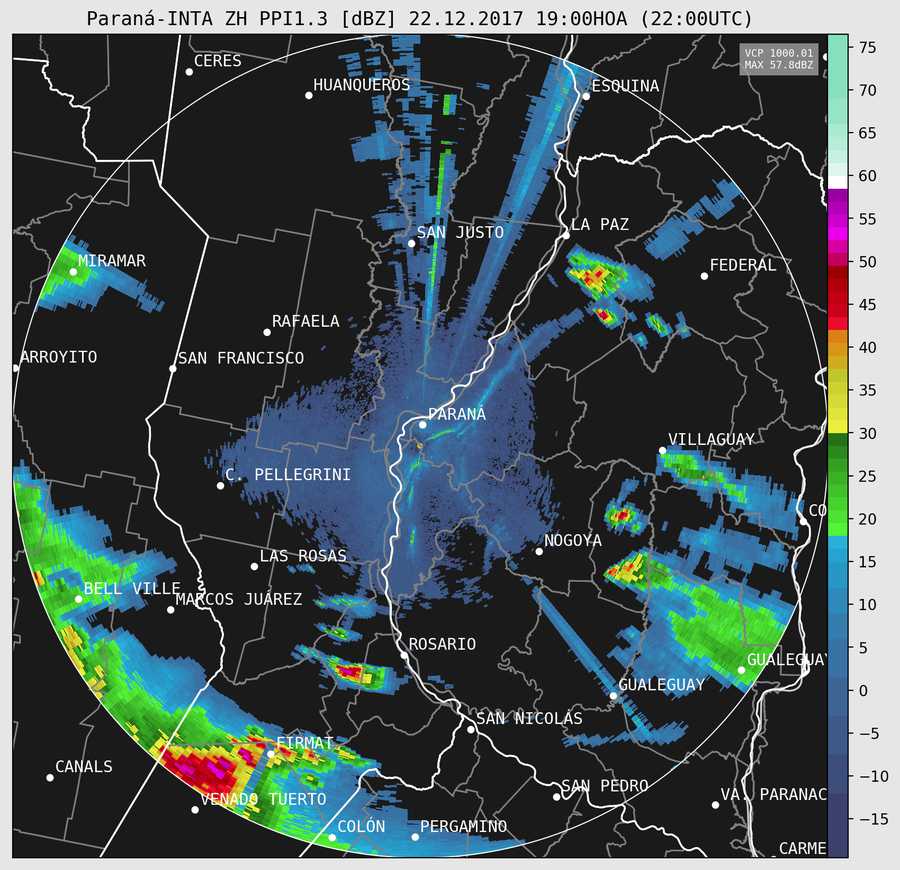 Paraná-INTA ZH PPI1.3 [dBZ] 22.12.2017 19:00HOA (22:00UTC)
VCP 1000.01
MAX 57.8dBZ
CERES
HUANQUEROS
ESQUINA
SAN JUSTO
LA PAZ
MIRAMAR
FEDERAL
RAFAELA
ARROYITO
SAN FRANCISCO
PARANÁ
VILLAGUAY
C. PELLEGRINI
CO
NOGOYA
LAS ROSAS
BELL VILLE
MARCOS JUÁREZ
ROSARIO
GUALEGUAY
GUALEGUAY
SAN NICOLÁS
FIRMAT
CANALS
SAN PEDRO
VENADO TUERTO
VA. PARANAC
COLÓN
PERGAMINO
CARME
75
70
65
60
55
50
45
40
35
30
25
20
15
10
5
0
−5
−10
−15